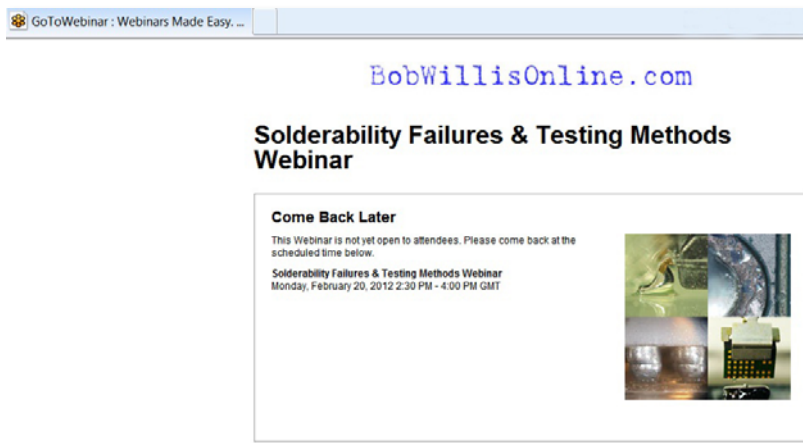 GoToWebinar : Webinars Made Easy. ...
BobWillisOnline.com
Solderability Failures & Testing Methods
Webinar
Come Back Later
This Webinar is not yet open to attendees. Please come back at the
scheduled time below.
Solderability Failures & Testing Methods Webinar
Monday, February 20, 2012 2:30 PM - 4:00 PM GMT